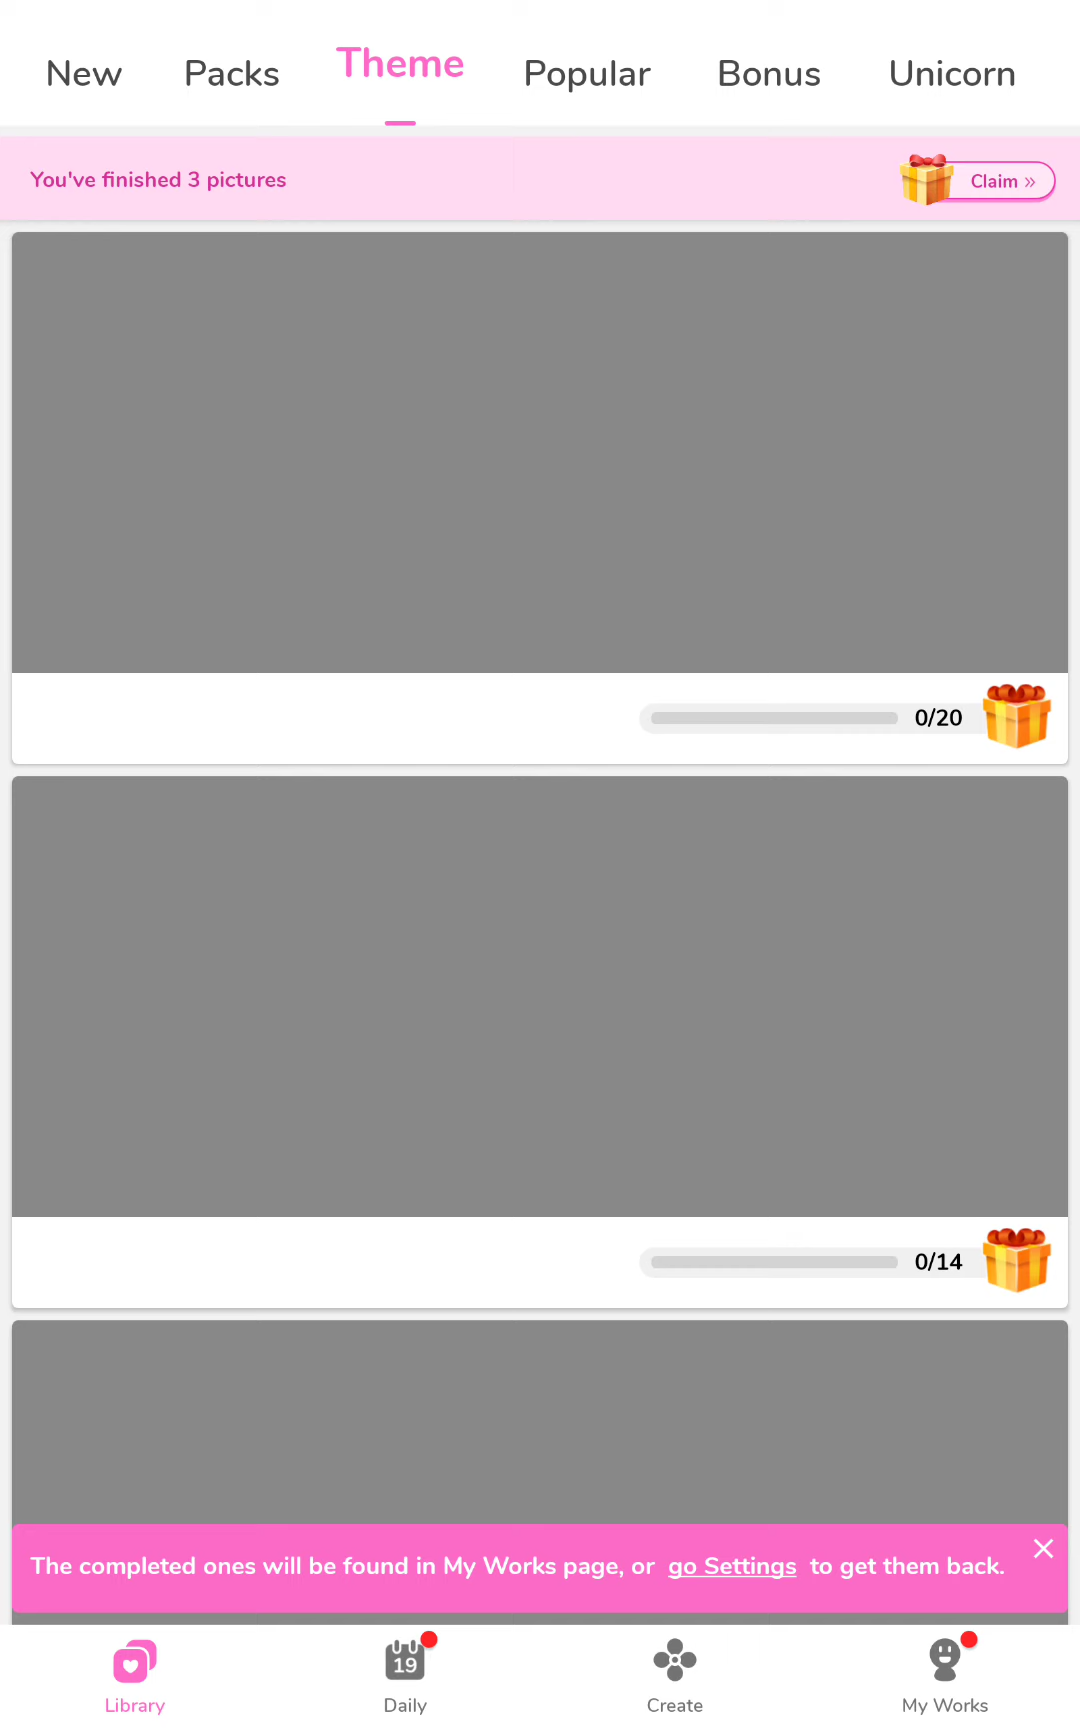 New Packs Theme Popular Bonus Unicorn
You've finished 3 pictures
Claim »
0/20
0/14
The completed ones will be found in My Works page, or go Settings to get them back.
19
Library Daily Create My Works